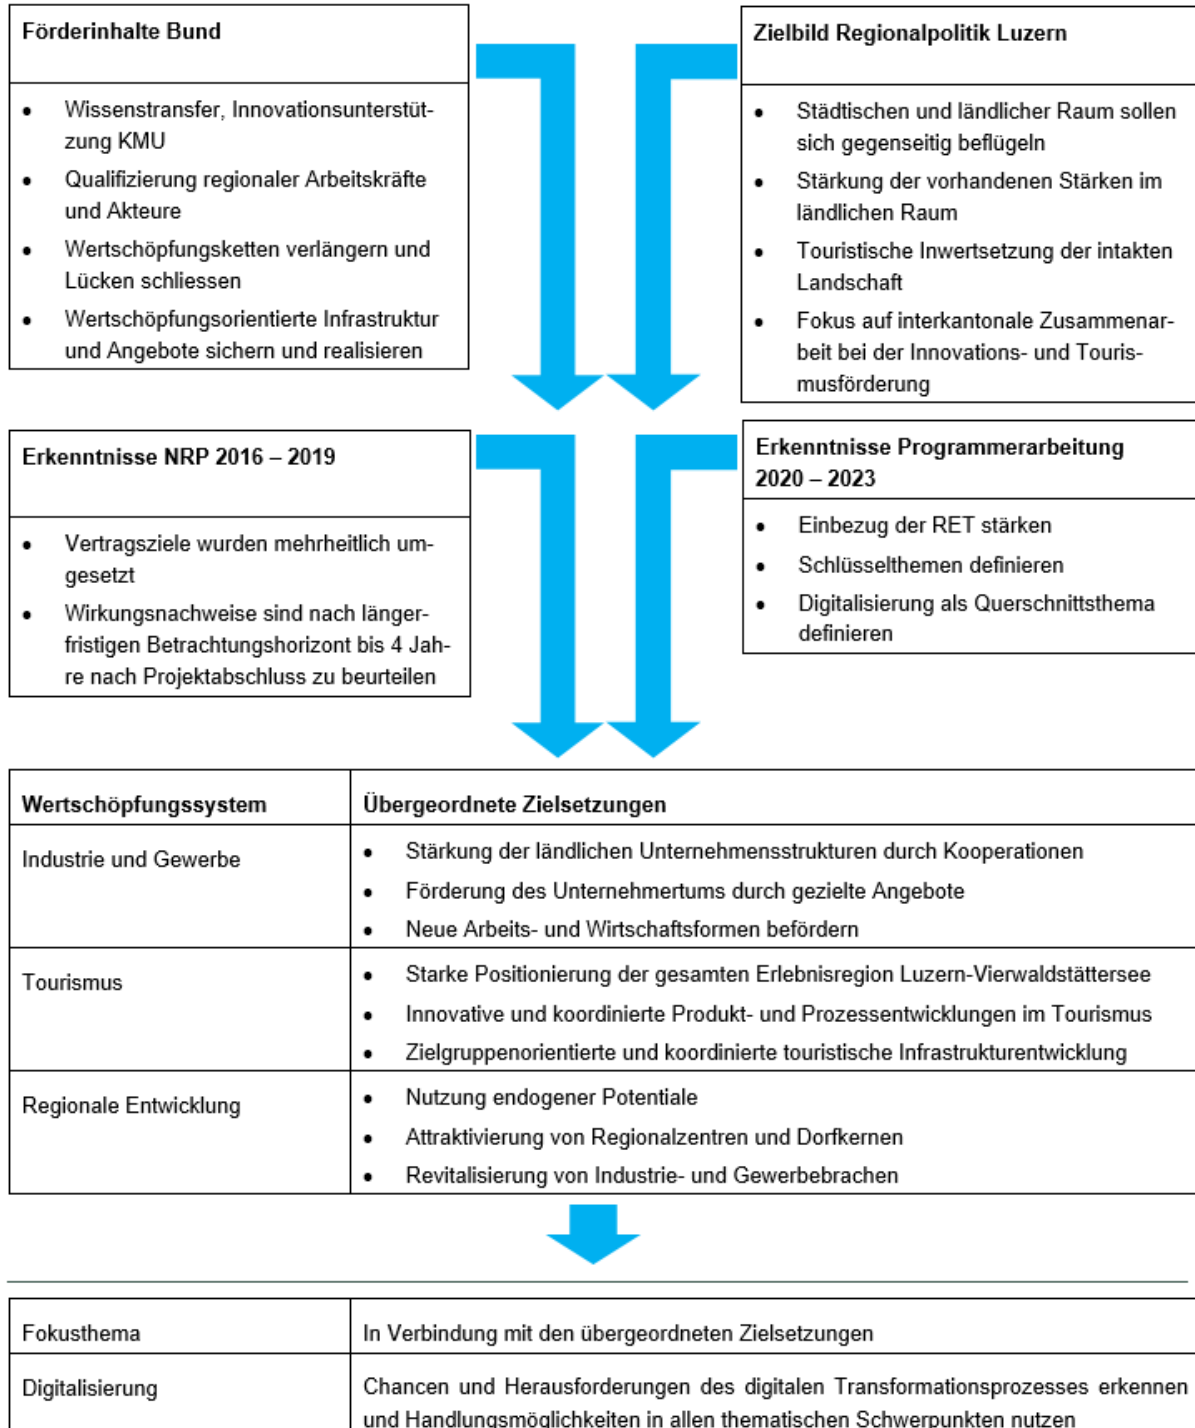 Förderinhalte Bund
• Wissenstransfer, Innovationsunterstüt-
zung KMU
• Qualifizierung regionaler Arbeitskräfte
und Akteure
• Wertschöpfungsketten verlängern und
Lücken schliessen
• Wertschöpfungsorientierte Infrastruktur
und Angebote sichern und realisieren
Zielbild Regionalpolitik Luzern
• Städtischen und ländlicher Raum sollen
sich gegenseitig beflügeln
• Stärkung der vorhandenen Stärken im
ländlichen Raum
• Touristische Inwertsetzung der intakten
Landschaft
• Fokus auf interkantonale Zusammenar-
beit bei der Innovations- und Touris-
musförderung
Erkenntnisse NRP 2016 – 2019
• Vertragsziele wurden mehrheitlich um-
gesetzt
• Wirkungsnachweise sind nach länger-
fristigen Betrachtungshorizont bis 4 Jah-
re nach Projektabschluss zu beurteilen
Erkenntnisse Programmerarbeitung
2020 – 2023
• Einbezug der RET stärken
• Schlüsselthemen definieren
• Digitalisierung als Querschnittsthema
definieren
Wertschöpfungssystem Übergeordnete Zielsetzungen
Industrie und Gewerbe • Stärkung der ländlichen Unternehmensstrukturen durch Kooperationen
• Förderung des Unternehmertums durch gezielte Angebote
• Neue Arbeits- und Wirtschaftsformen befördern
Tourismus • Starke Positionierung der gesamten Erlebnisregion Luzern-Vierwaldstättersee
• Innovative und koordinierte Produkt- und Prozessentwicklungen im Tourismus
• Zielgruppenorientierte und koordinierte touristische Infrastrukturentwicklung
Regionale Entwicklung • Nutzung endogener Potentiale
• Attraktivierung von Regionalzentren und Dorfkernen
• Revitalisierung von Industrie- und Gewerbebrachen
Fokusthema In Verbindung mit den übergeordneten Zielsetzungen
Digitalisierung Chancen und Herausforderungen des digitalen Transformationsprozesses erkennen
und Handlungsmöglichkeiten in allen thematischen Schwerpunkten nutzen